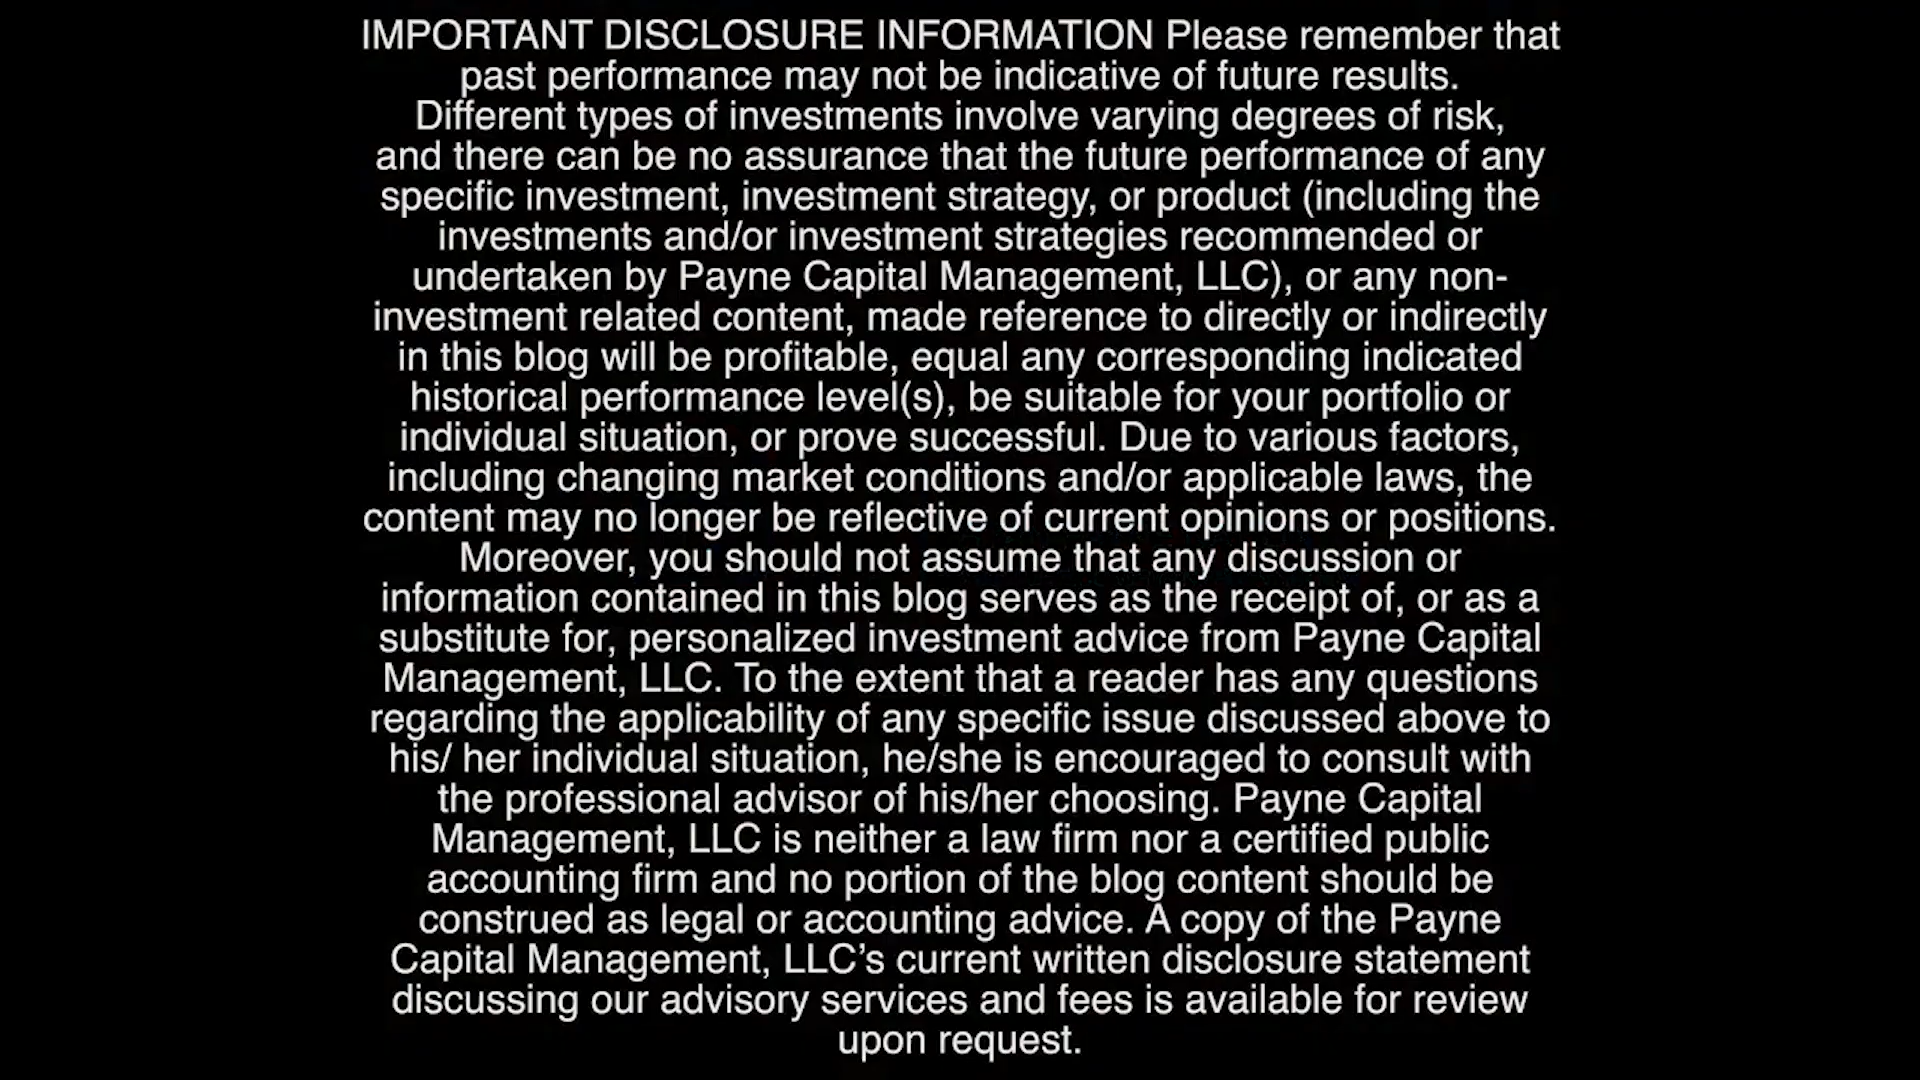 IMPORTANT DISCLOSURE INFORMATION Please remember that
past performance may not be indicative of future results.
Different types of investments involve varying degrees of risk,
and there can be no assurance that the future performance of any
specific investment, investment strategy, or product (including the
investments and/or investment strategies recommended or
undertaken by Payne Capital Management, LLC), or any non-
investment related content, made reference to directly or indirectly
in this blog will be profitable, equal any corresponding indicated
historical performance level(s), be suitable for your portfolio or
individual situation, or prove successful. Due to various factors,
including changing market conditions and/or applicable laws, the
content may no longer be reflective of current opinions or positions.
Moreover, you should not assume that any discussion or
information contained in this blog serves as the receipt of, or as a
substitute for, personalized investment advice from Payne Capital
Management, LLC. To the extent that a reader has any questions
regarding the applicability of any specific issue discussed above to
his/ her individual situation, he/she is encouraged to consult with
the professional advisor of his/her choosing. Payne Capital
Management, LLC is neither a law firm nor a certified public
accounting firm and no portion of the blog content should be
construed as legal or accounting advice. A copy of the Payne
Capital Management, LLC’s current written disclosure statement
discussing our advisory services and fees is available for review
upon request.